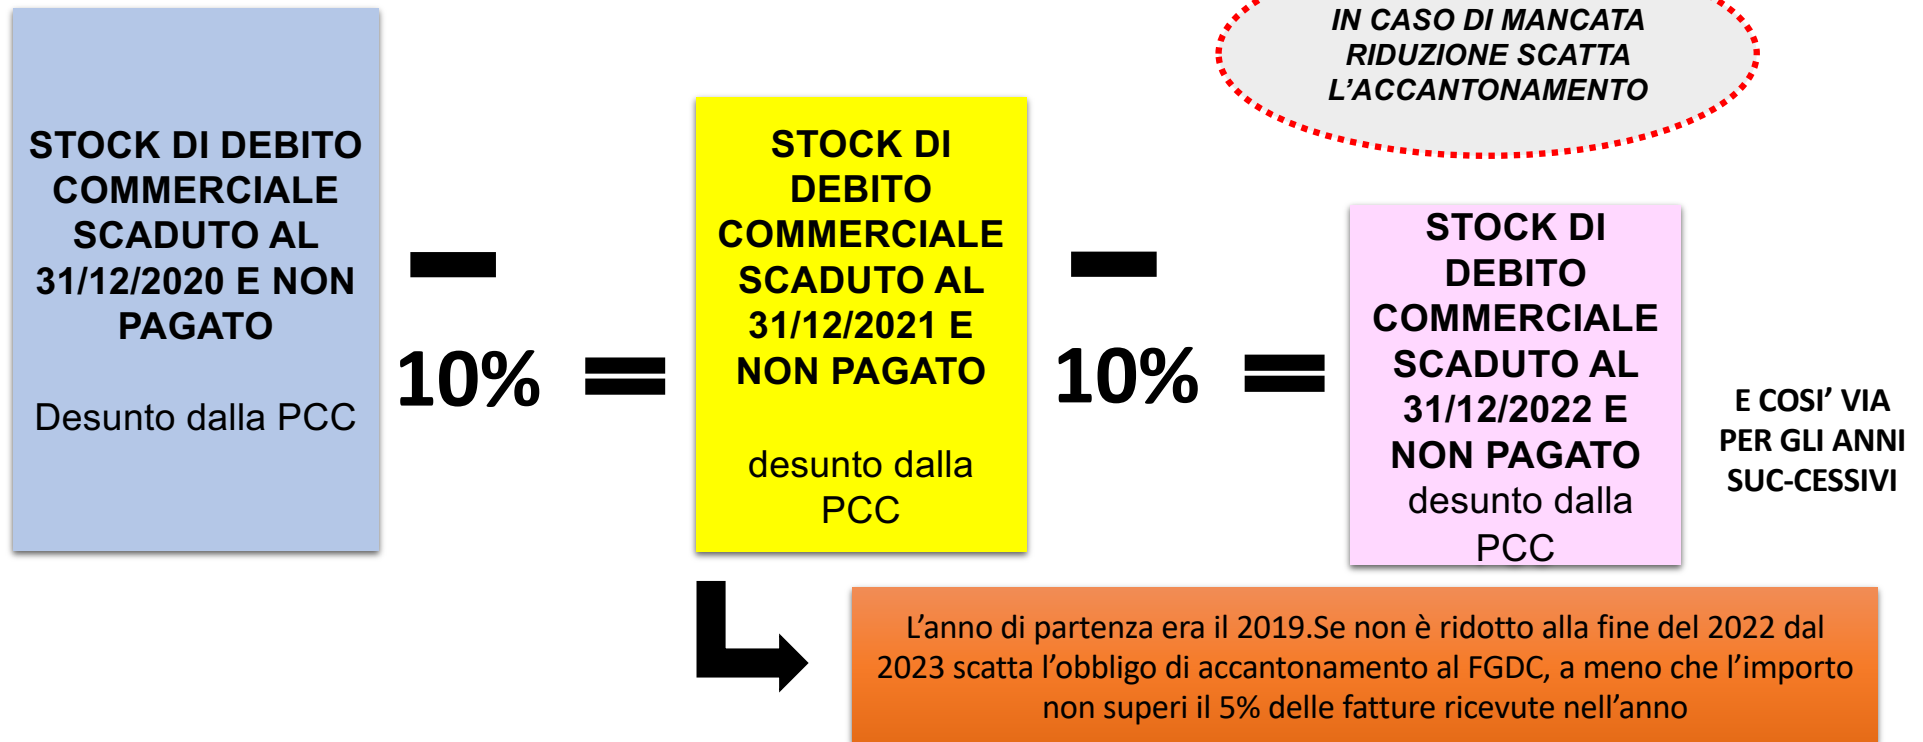 IN CASO DI MANCATA
RIDUZIONE SCATTA
L'ACCANTONAMENTO
STOCK DI DEBITO
COMMERCIALE
SCADUTO AL
31/12/2020 E NON
PAGATO
Desunto dalla PCC
10% =
STOCK DI
DEBITO
COMMERCIALE
SCADUTO AL
31/12/2021 E
NON PAGATO
desunto dalla
PCC
10% =
STOCK DI
DEBITO
COMMERCIALE
SCADUTO AL
31/12/2022 E
NON PAGATO
desunto dalla
PCC
E COSI' VIA
PER GLI ANNI
SUC-CESSIVI
L'anno di partenza era il 2019.Se non è ridotto alla fine del 2022 dal
2023 scatta l'obbligo di accantonamento al FGDC, a meno che l'importo
non superi il 5% delle fatture ricevute nell'anno